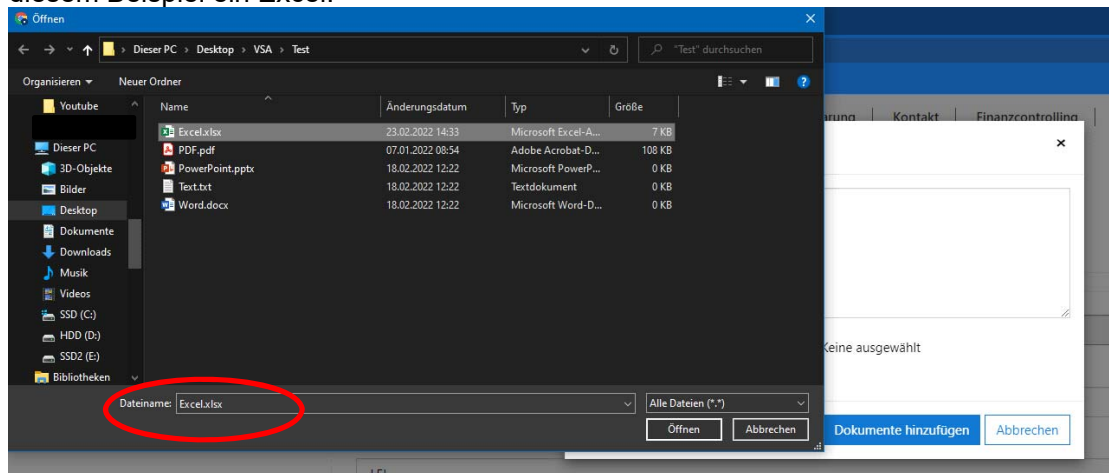 diesem Beispiel ein Excel.
Öffnen
Dieser PC › Desktop › VSA › Test
"Test" durchsuchen
Organisieren
Neuer Ordner
Kontakt
Finanzcontrolling
Youtube
Name
Änderungsdatum
Typ
Größe
Excel.xlsx 23.02.2022 14:33 Microsoft Excel-A... 7 KB
Dieser PC
PDF.pdf 07.01.2022 08:54 Adobe Acrobat-D... 108 KB
3D-Objekte
PowerPoint.pptx 18.02.2022 12:22 Microsoft PowerP... 0 KB
Bilder
Text.txt 18.02.2022 12:22 Textdokument 0 KB
Desktop
Word.docx 18.02.2022 12:22 Microsoft Word-D... 0 KB
Dokumente
Downloads
Musik
Videos
SSD (C:)
HDD (D:)
SSD2 (E:)
Bibliotheken
Keine ausgewählt
Dateiname: Excel.xlsx
Alle Dateien (*.*)
Öffnen
Abbrechen
Dokumente hinzufügen
Abbrechen